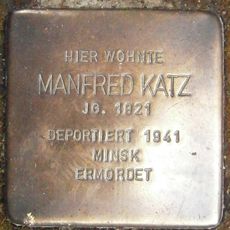 HIER WOHNTE
MANFRED KATZ
JG. 1921
DEPORTIERT 1941
MINSK
ERMORDET